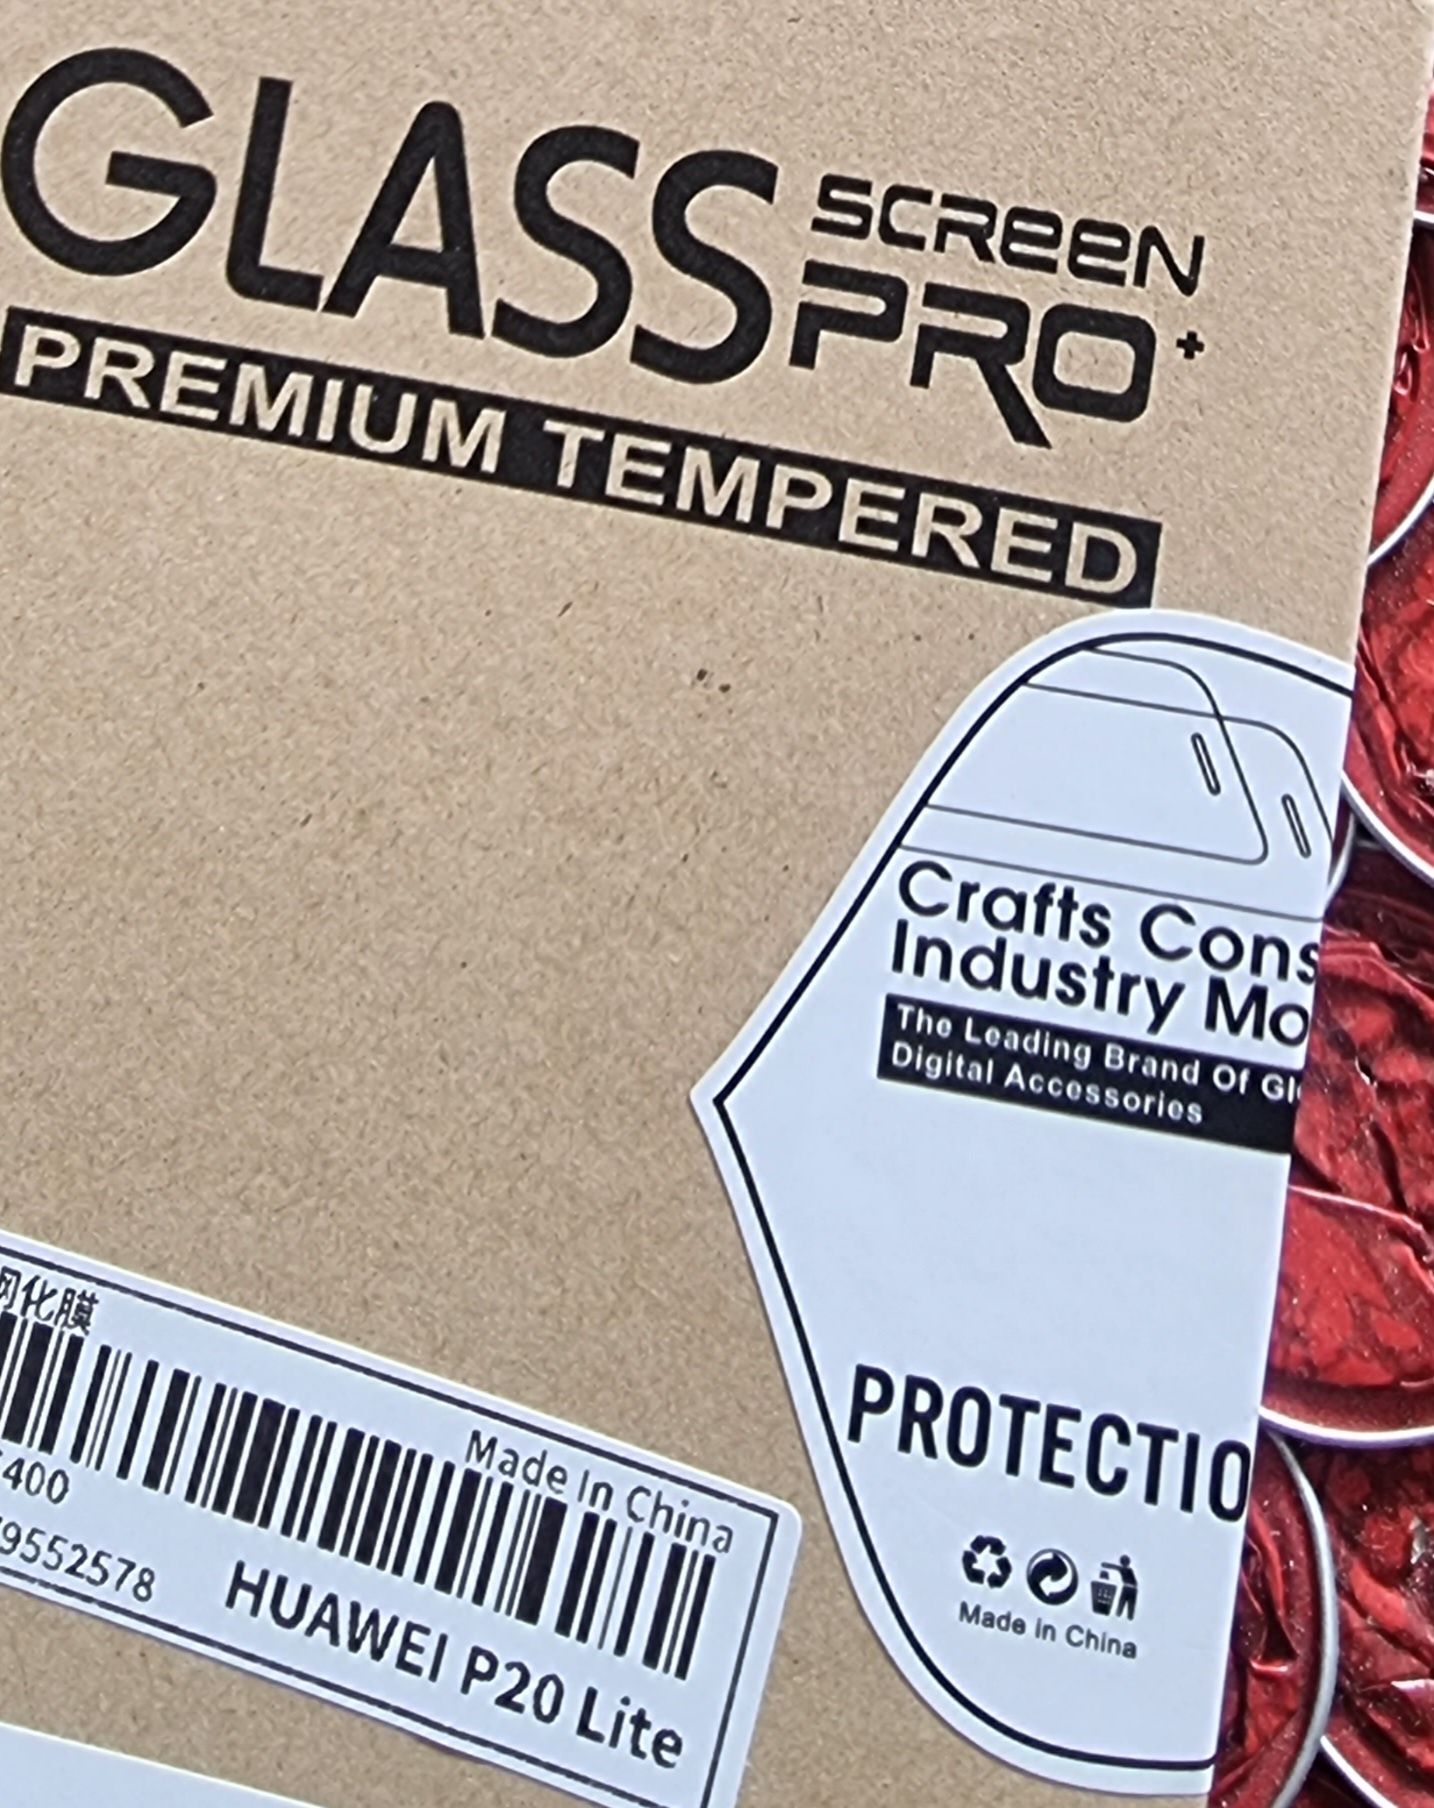 GLASS SCREEN
PRO+
PREMIUM TEMPERED
Crafts Cons
Industry Mo
The Leading Brand Of Gl
Digital Accessories
PROTECTIO
Made in China
钢化膜
Made In China
400
9552578
HUAWEI P20 Lite